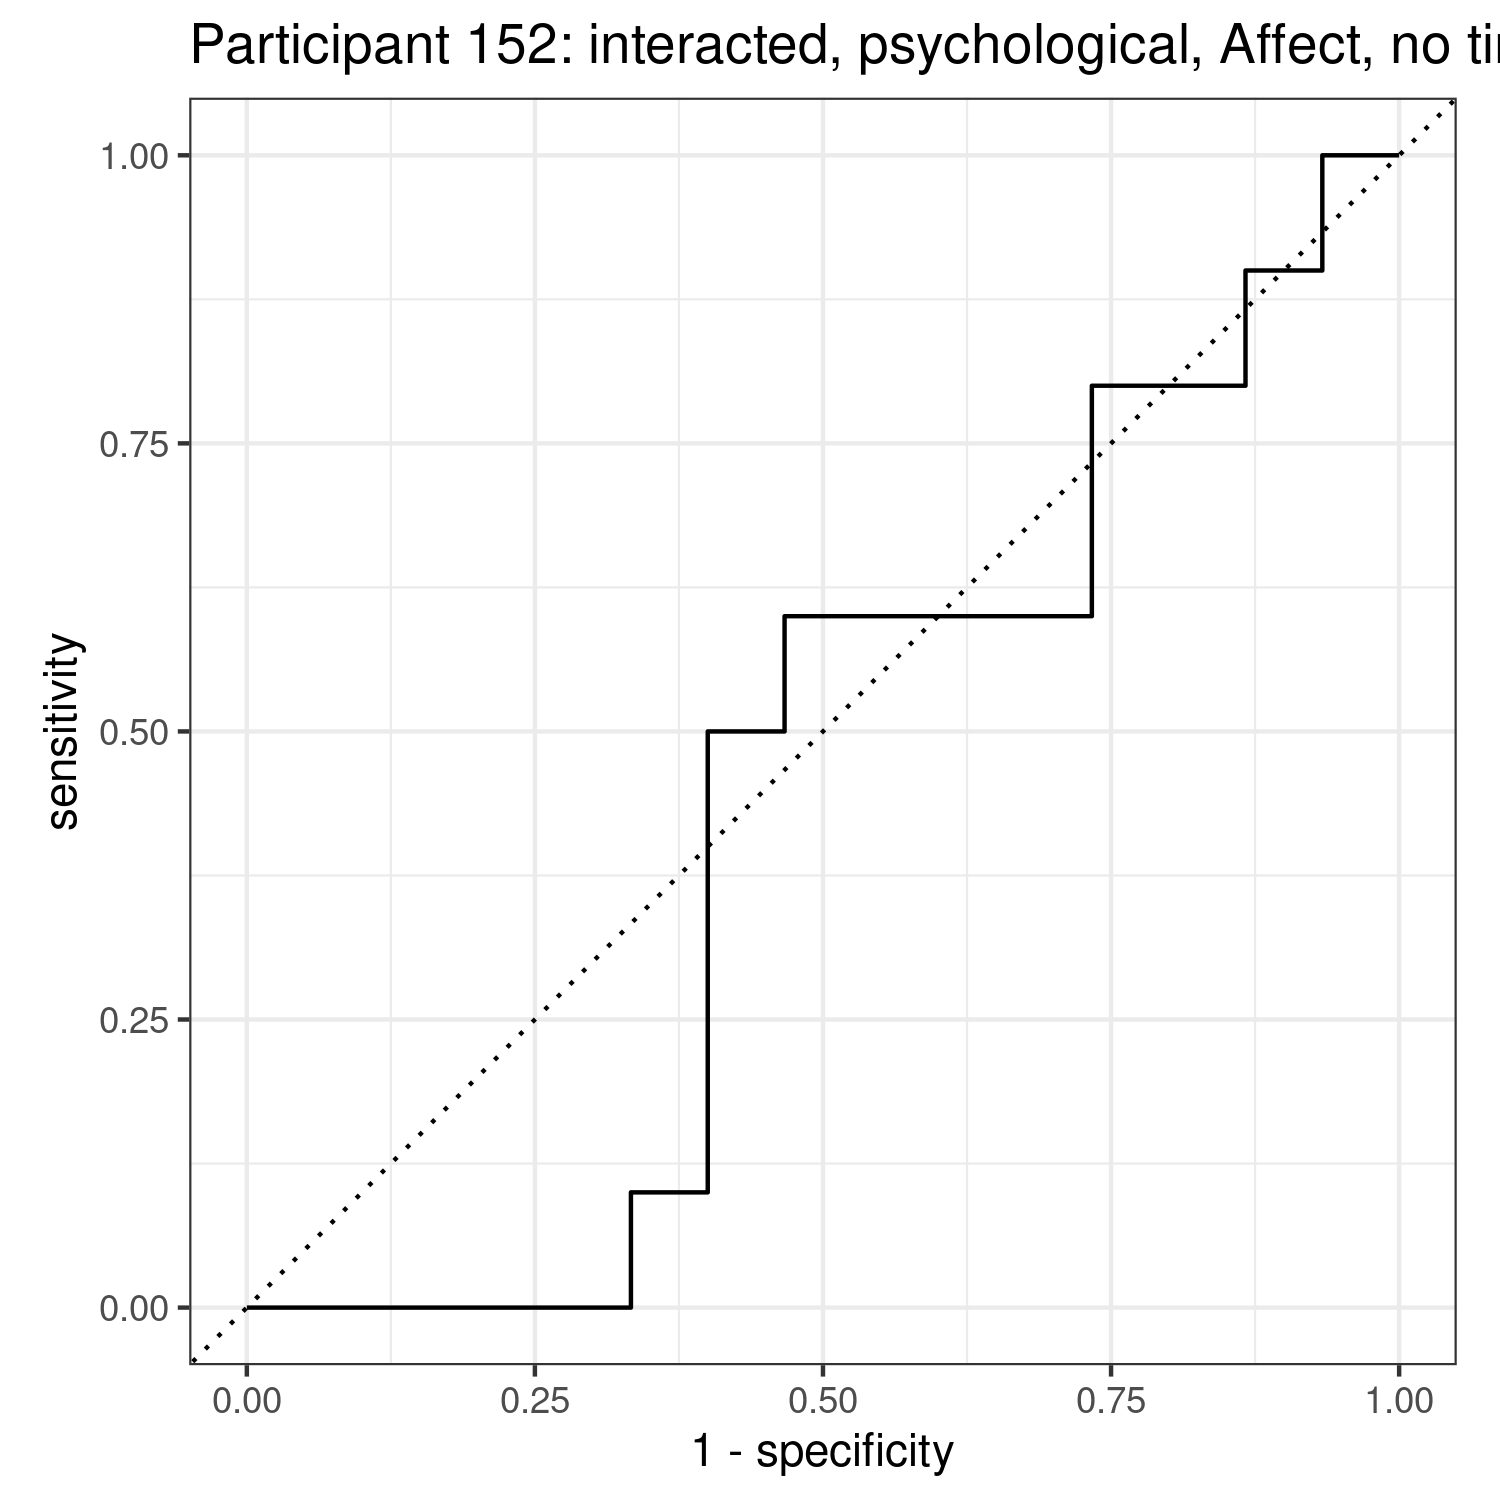 Participant 152: interacted, psychological, Affect, no
1.00
0.75
0.50
0.25
0.00
sensitivity
0.00 0.25 0.50 0.75 1.00
1 - specificity